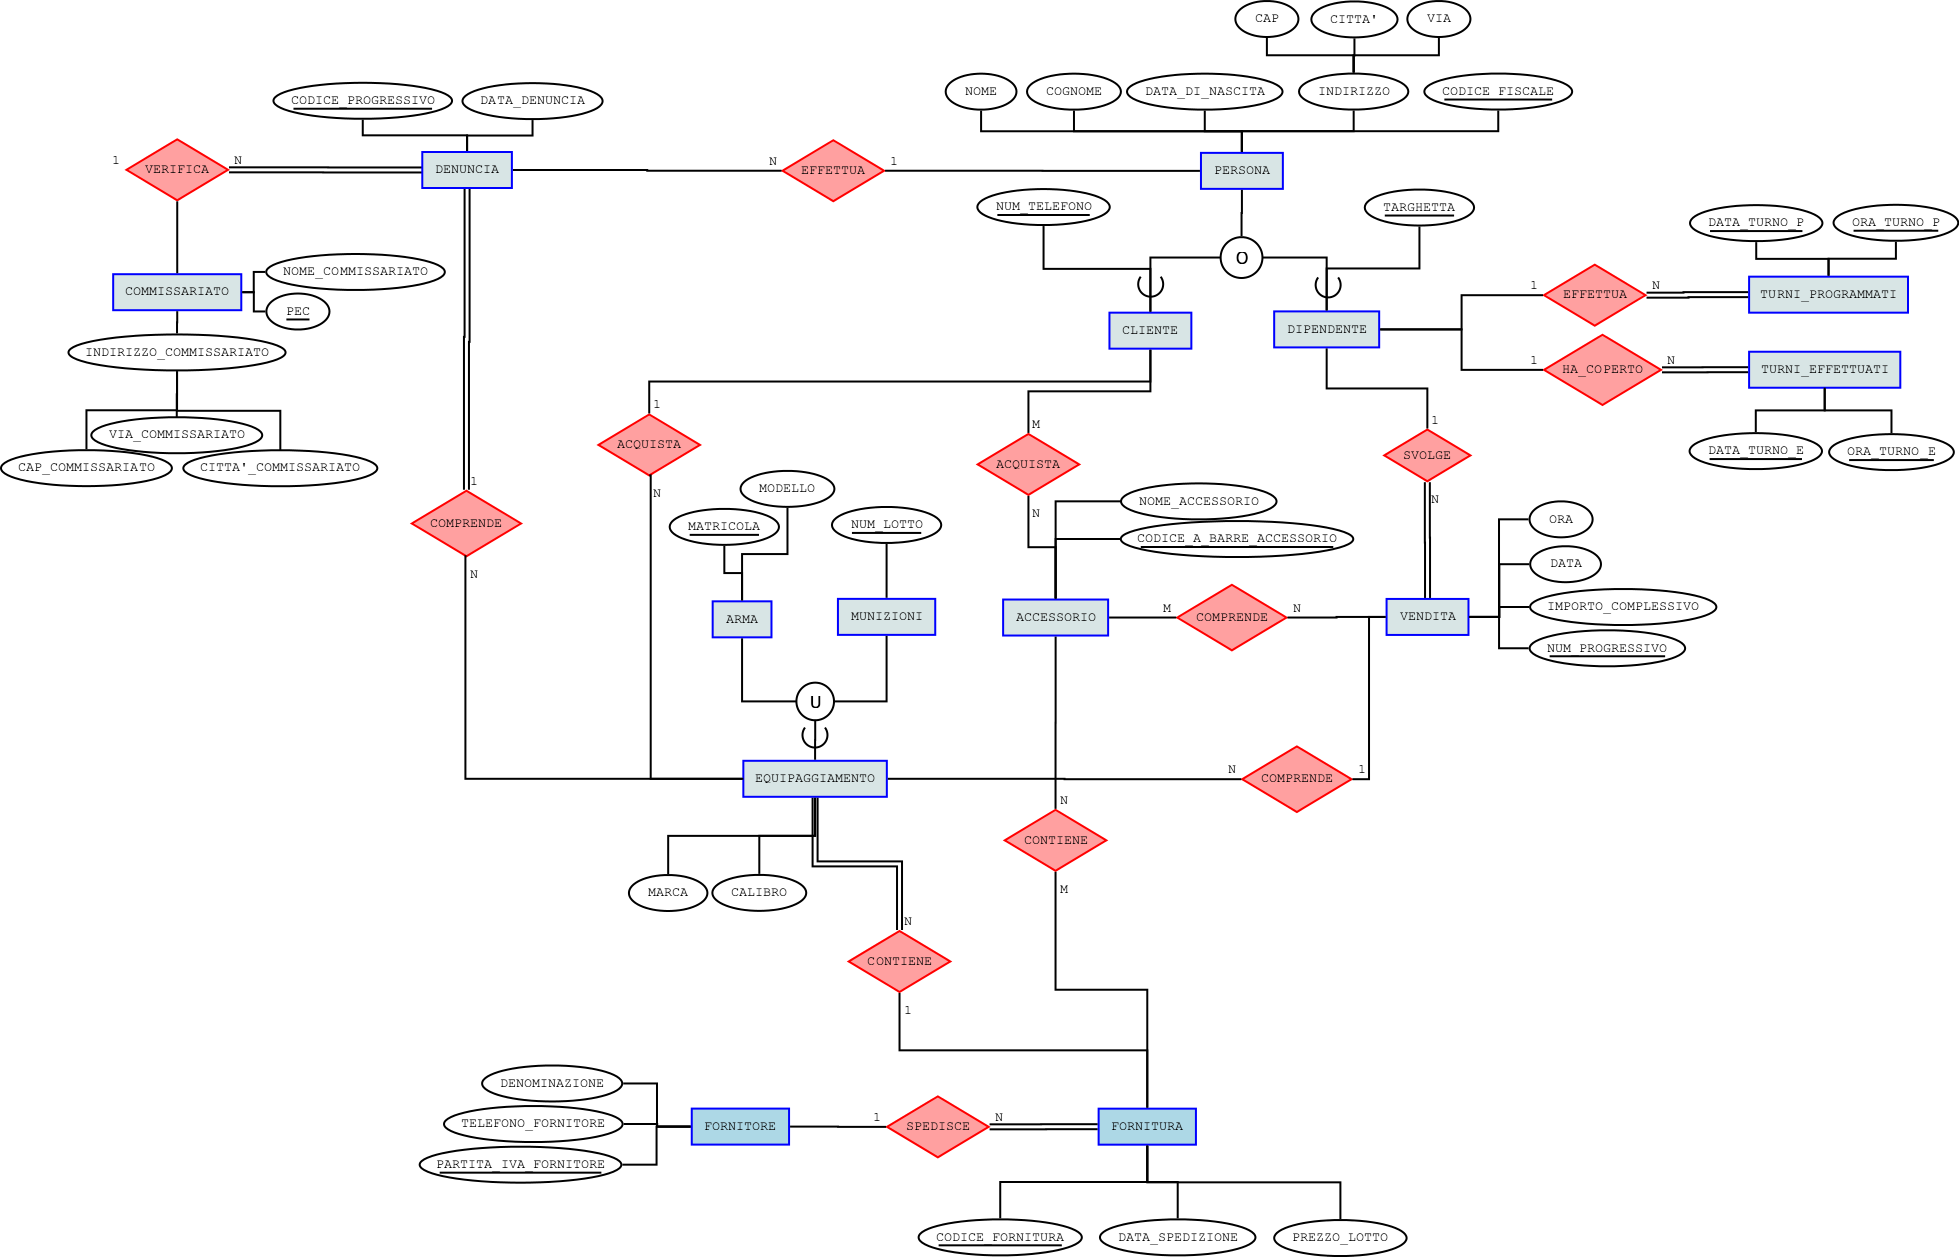 CAP CITTA' VIA
CODICE_PROGRESSIVO DATA_DENUNCIA NOME COGNOME DATA_DI_NASCITA INDIRIZZO CODICE_FISCALE
1 VERIFICA N DENUNCIA N EFFETTUA 1 PERSONA
NUM_TELEFONO TARGHETTA DATA_TURNO_P ORA_TURNO_P
O
NOME_COMMISSARIATO
COMMISSARIATO PEC
1 EFFETTUA N TURNI_PROGRAMMATI
CLIENTE DIPENDENTE
INDIRIZZO_COMMISSARIATO
1 HA_COPERTO N TURNI_EFFETTUATI
VIA_COMMISSARIATO
CAP_COMMISSARIATO CITTA'_COMMISSARIATO
1 M 1
ACQUISTA ACQUISTA SVOLGE DATA_TURNO_E ORA_TURNO_E
1 N N N
MODELLO NOME_ACCESSORIO
COMPRENDE MATRICOLA NUM_LOTTO CODICE_A_BARRE_ACCESSORIO ORA
N DATA
IMPORTO_COMPLESSIVO
ARMA MUNIZIONI ACCESSORIO M COMPRENDE N VENDITA
NUM_PROGRESSIVO
U
EQUIPAGGIAMENTO N COMPRENDE 1
N
CONTIENE
M
MARCA CALIBRO
N
CONTIENE
1
DENOMINAZIONE
TELEFONO_FORNITORE FORNITORE 1 SPEDISCE N FORNITURA
PARTITA_IVA_FORNITORE
CODICE_FORNITURA DATA_SPEDIZIONE PREZZO_LOTTO